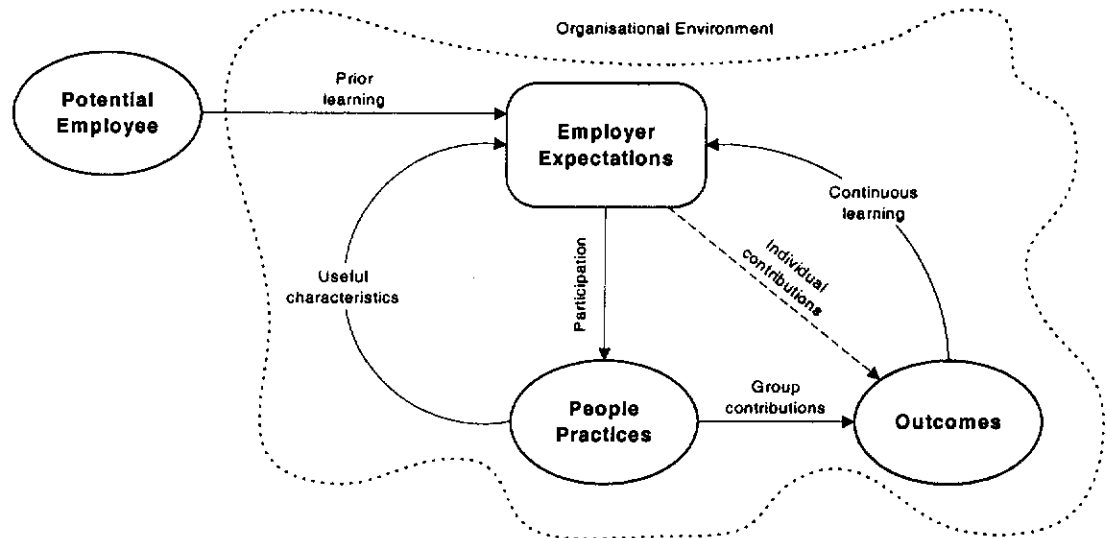 Organisational Environment
Potential
Employee
Prior
learning
Employer
Expectations
Continuous
learning
Individual
contributions
Useful
characteristics
Participation
People
Practices
Group
contributions
Outcomes